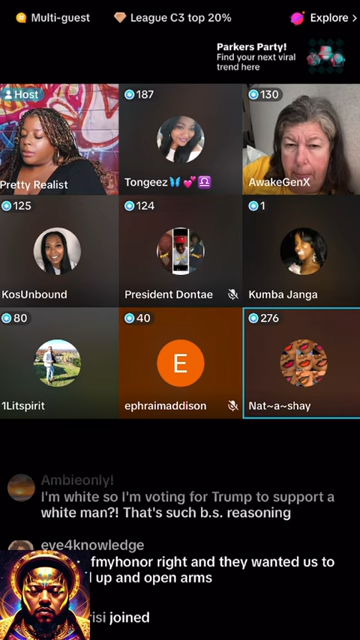 Multi-guest
League C3 top 20%
Explore >
Parkers Party!
Find your next viral
trend here
Host
187
130
Pretty Realist
Tongeez
AwakeGenX
125
124
1
KosUnbound
President Dontae
Kumba Janga
80
40
276
E
1Litspirit
ephraimaddison
Nat~a~shay
Ambieonly!
I'm white so I'm voting for Trump to support a
white man?! That's such b.s. reasoning
eye4knowledge
fmyhonor right and they wanted us to
up and open arms
risi joined